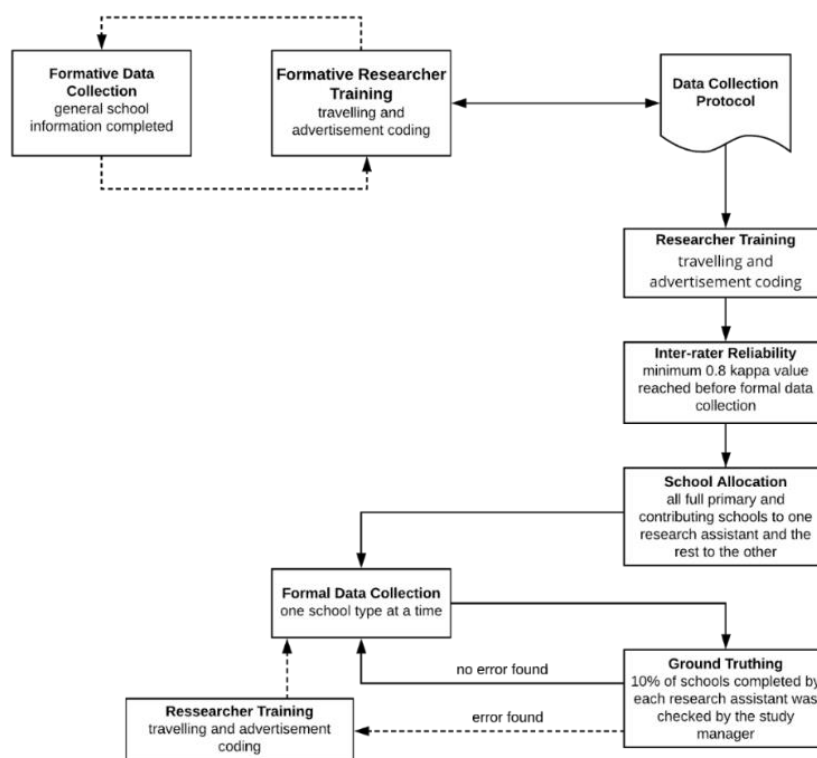 Formative Data
Collection
general school
information completed
Formative Researcher
Training
travelling and
advertisement coding
Data Collection
Protocol
Researcher Training
travelling and
advertisement coding
Inter-rater Reliability
minimum 0.8 kappa value
reached before formal data
collection
School Allocation
all full primary and
contributing schools to one
research assistant and the
rest to the other
Formal Data Collection
one school type at a time
no error found
Ground Truthing
10% of schools completed by
each research assistant was
checked by the study
manager
error found
Ressearcher Training
travelling and advertisement
coding